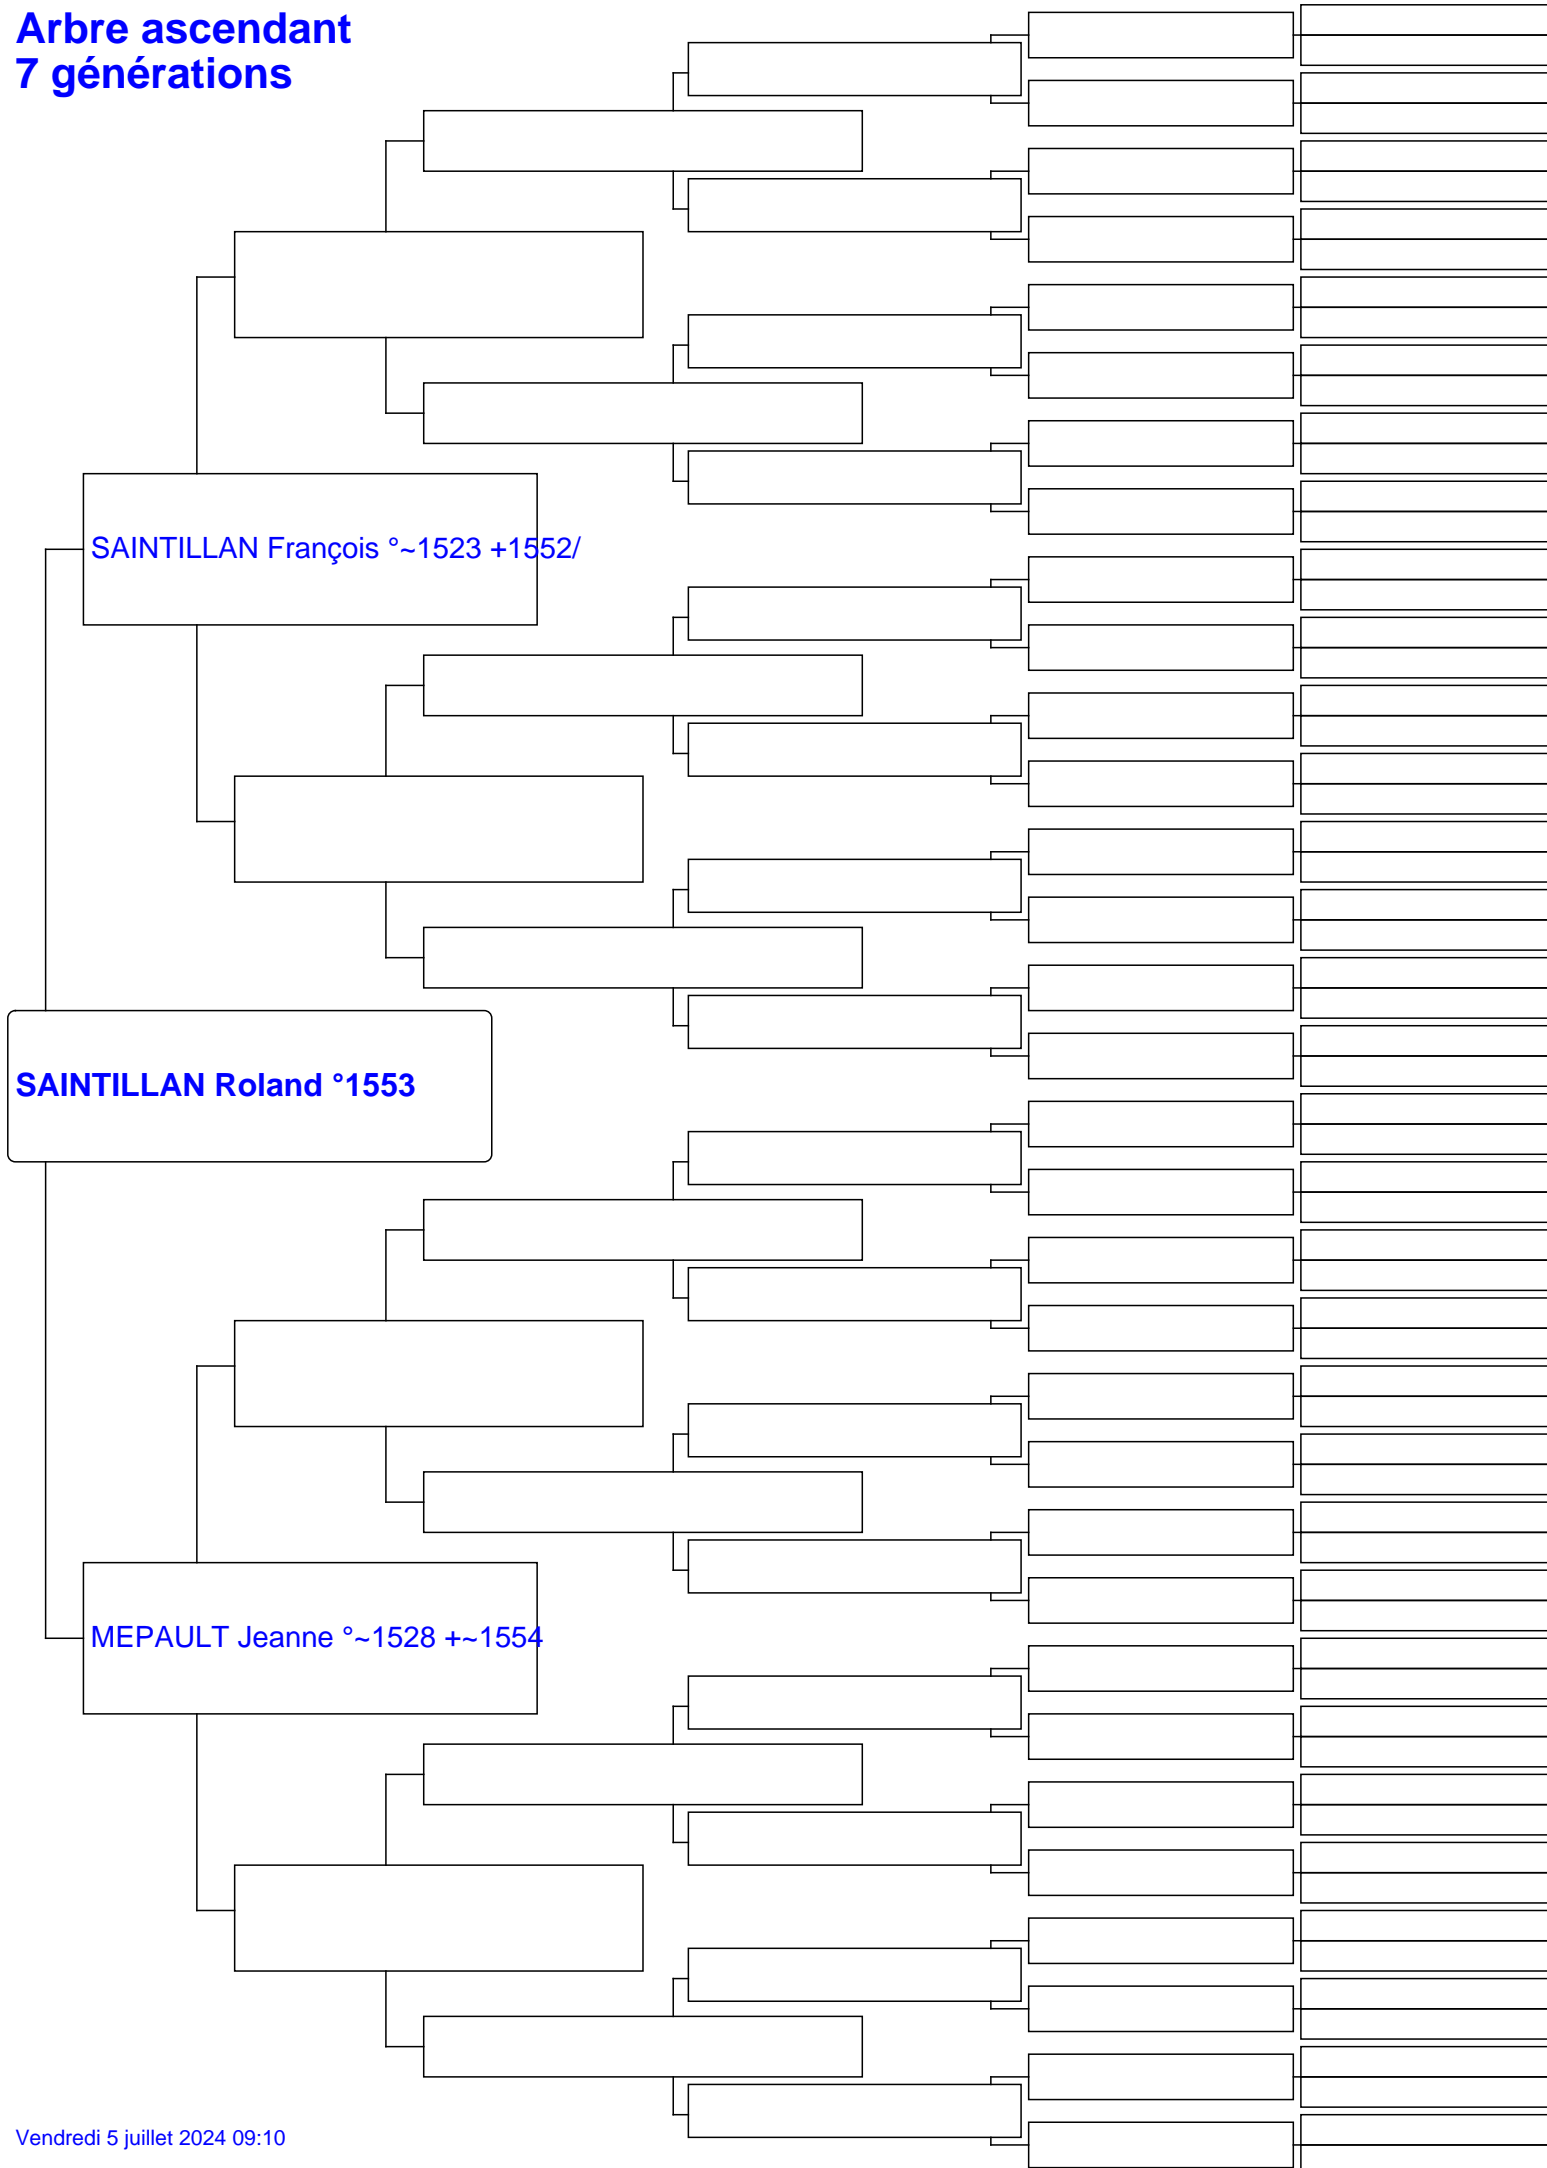 Arbre ascendant
7 générations
SAINTILLAN François °~1523 +1552/
SAINTILLAN Roland °1553
MEPAULT Jeanne °~1528 +~1554
Vendredi 5 juillet 2024 09:10